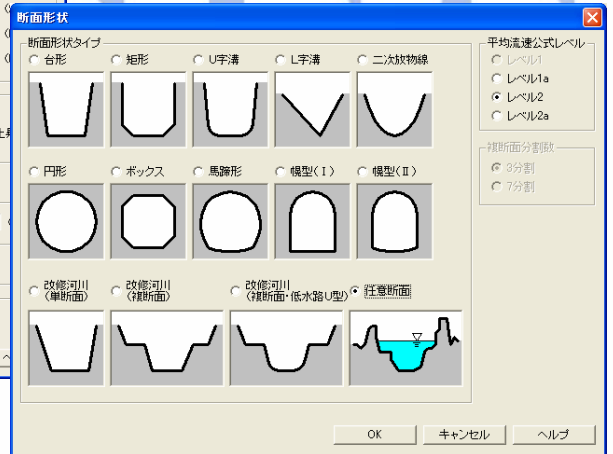 断面形状
断面形状タイプ
台形
矩形
U字溝
L字溝
二次放物線
円形
ボックス
馬蹄形
幌型(Ⅰ)
幌型(Ⅱ)
改修河川
(単断面)
改修河川
(複断面)
改修河川
(複断面・低水路U型)
任意断面
平均流速公式レベル
レベル1
レベル1a
レベル2
レベル2a
複断面分割数
3分割
7分割
OK
キャンセル
ヘルプ